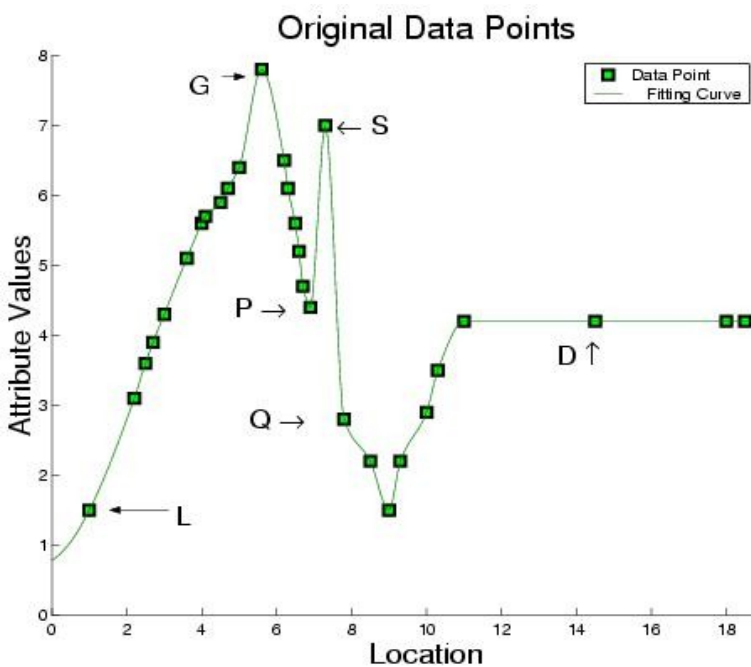 Original Data Points
Data Point
Fitting Curve
G →
← S
P →
Q →
D ↑
← L
Attribute Values
8
7
6
5
4
3
2
1
0
0 2 4 6 8 10 12 14 16 18
Location